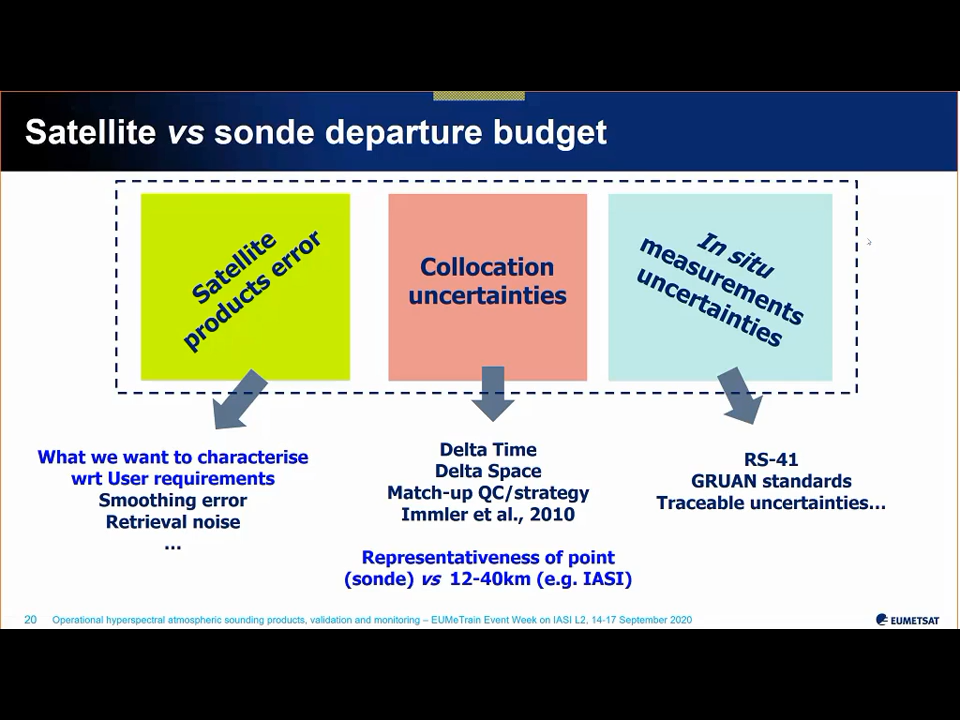 Satellite vs sonde departure budget
Satellite
products error
Collocation
uncertainties
In situ
measurements
uncertainties
What we want to characterise
wrt User requirements
Smoothing error
Retrieval noise
...
Delta Time
Delta Space
Match-up QC/strategy
Immler et al., 2010
Representativeness of point
(sonde) vs 12-40km (e.g. IASI)
RS-41
GRUAN standards
Traceable uncertainties...
20 Operational hyperspectral atmospheric sounding products, validation and monitoring – EUMeTrain Event Week on IASI L2, 14-17 September 2020
EUMETSAT